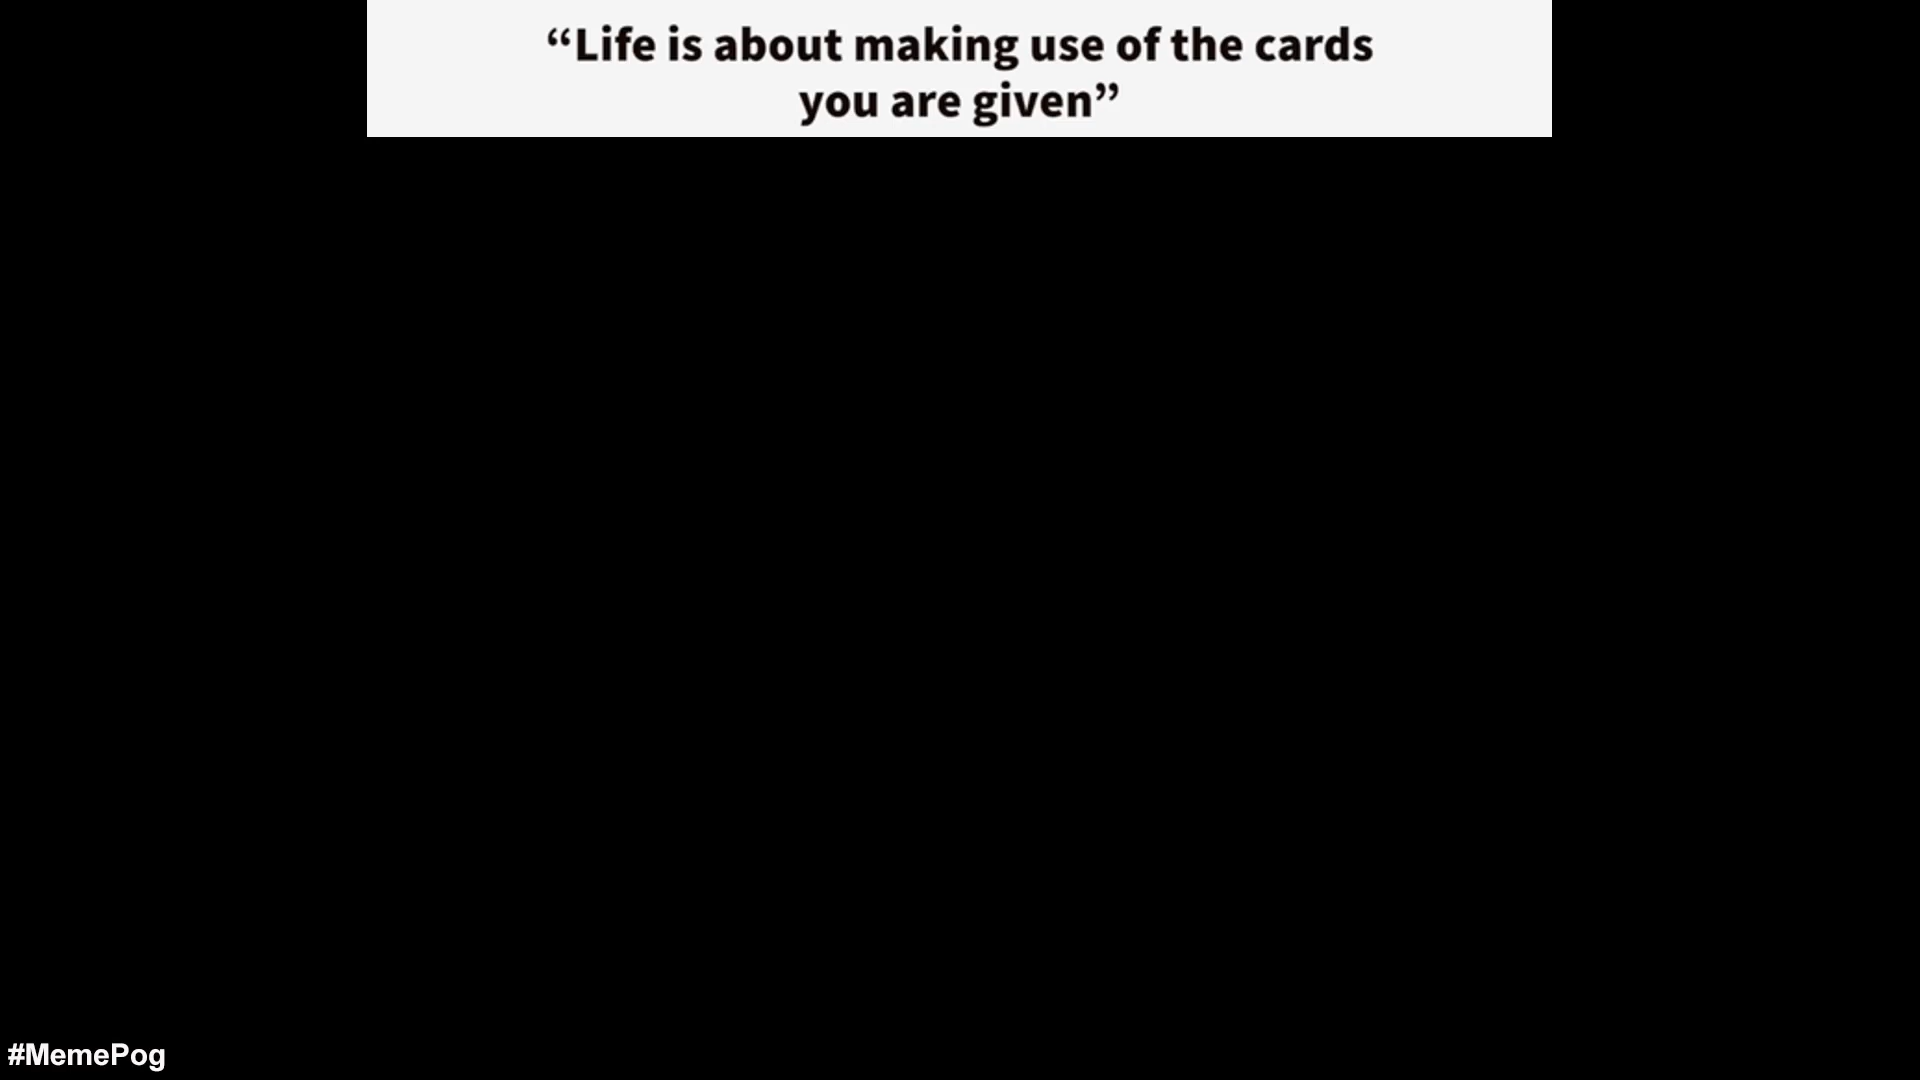 “Life is about making use of the cards
you are given”
#MemePog